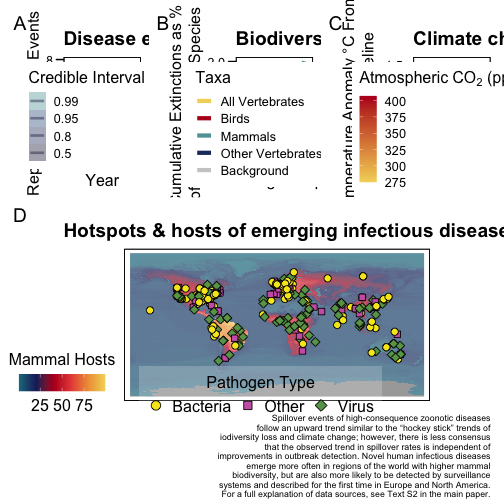 A
B
C
Events
Species
Cumulative Extinctions as %
°C From
Disease e
Biodivers
Climate ch
Credible Interval
0.99
0.95
0.8
0.5
Rep
Year
Taxa
All Vertebrates
Birds
Mammals
Other Vertebrates
Background
of
Temperature Anomaly
eline
Atmospheric CO₂ (pp
400
375
350
325
300
275
D
Hotspots & hosts of emerging infectious disease
Mammal Hosts
25 50 75
Pathogen Type
Bacteria Other Virus
Spillover events of high-consequence zoonotic diseases
follow an upward trend similar to the “hockey stick” trends of
iodiversity loss and climate change; however, there is less consensus
that the observed trend in spillover rates is independent of
improvements in outbreak detection. Novel human infectious diseases
emerge more often in regions of the world with higher mammal
biodiversity, but are also more likely to be detected by surveillance
systems and described for the first time in Europe and North America.
For a full explanation of data sources, see Text S2 in the main paper.